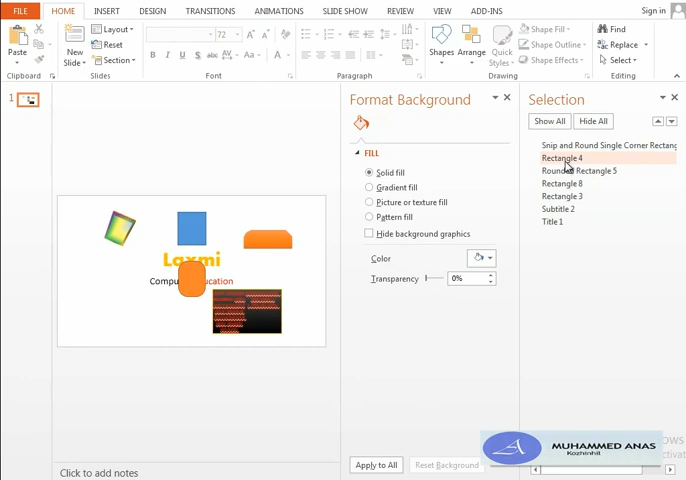 FILE HOME INSERT DESIGN TRANSITIONS ANIMATIONS SLIDE SHOW REVIEW VIEW ADD-INS Sign in
Paste
Clipboard
New
Slide
Layout
Reset
Section
Slides
72
B I U S abc AV Aa A
Font
Paragraph
Shapes
Arrange
Quick
Styles
Shape Fill
Shape Outline
Shape Effects
Drawing
Find
Replace
Select
Editing
1
Laxmi
Format Background
FILL
Solid fill
Gradient fill
Picture or texture fill
Pattern fill
Hide background graphics
Color
Transparency 0%
Apply to All Reset Background
Selection
Show All Hide All
Snip and Round Single Corner Rectang
Rectangle 4
Rounded Rectangle 5
Rectangle 8
Rectangle 3
Subtitle 2
Title 1
Click to add notes
MUHAMMED ANAS
Kozhinhil